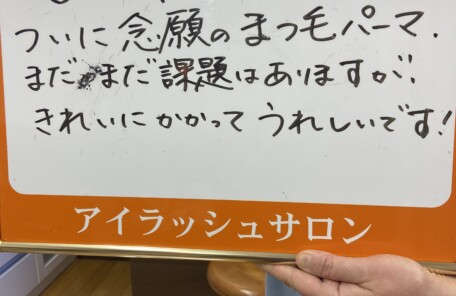 ついに念願のまつ毛パーマ.
まだまだ課題はありますが、
きれいにかかってうれしいです!
アイラッシュサロン